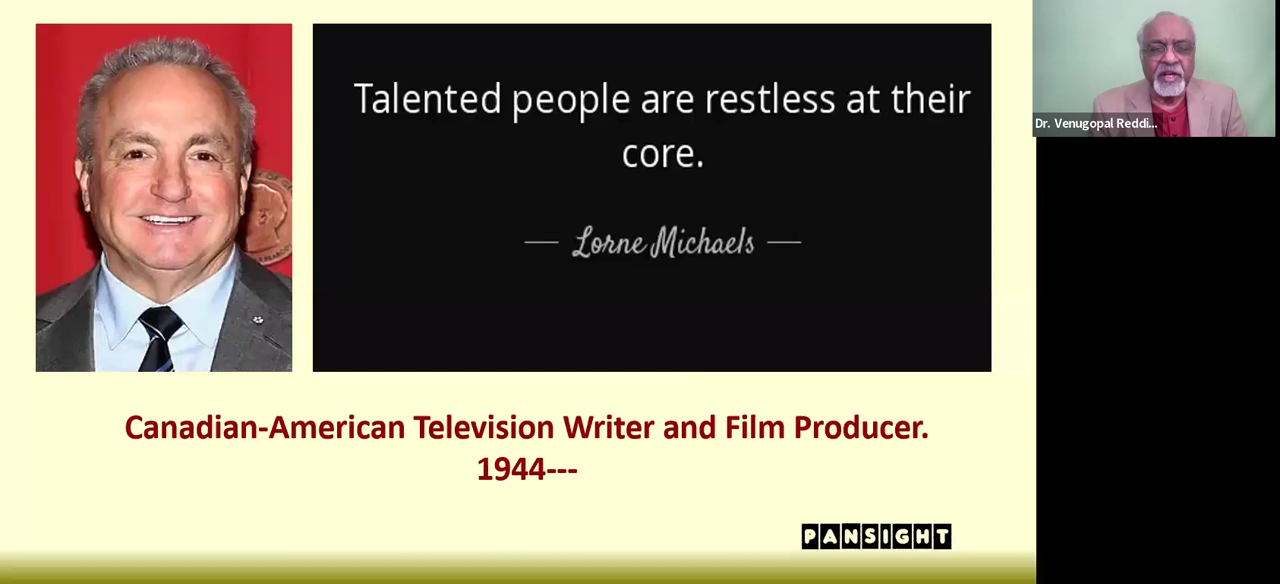 Talented people are restless at their
core.
— Lorne Michaels —
Dr. Venugopal Reddi...
Canadian-American Television Writer and Film Producer.
1944---
PANSIGHT